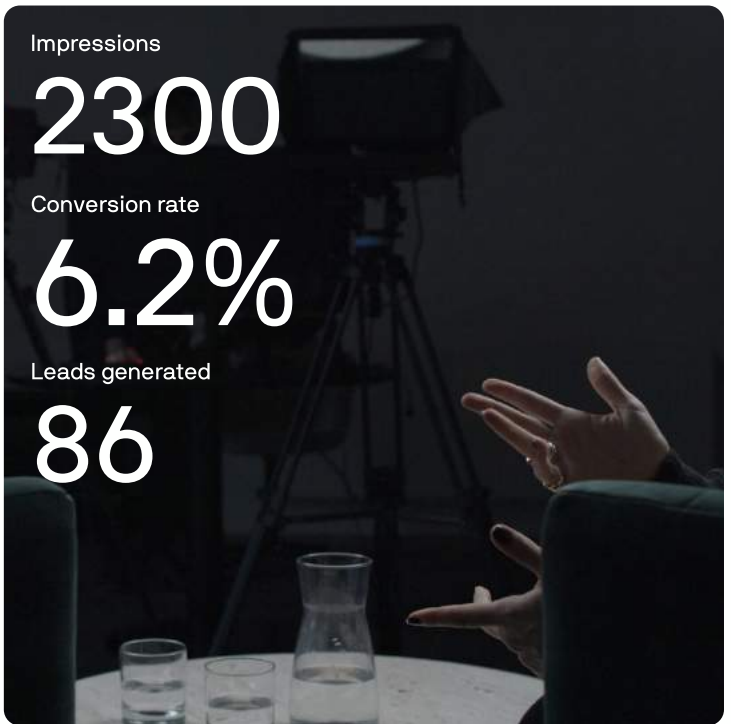 Impressions
2300
Conversion rate
6.2%
Leads generated
86